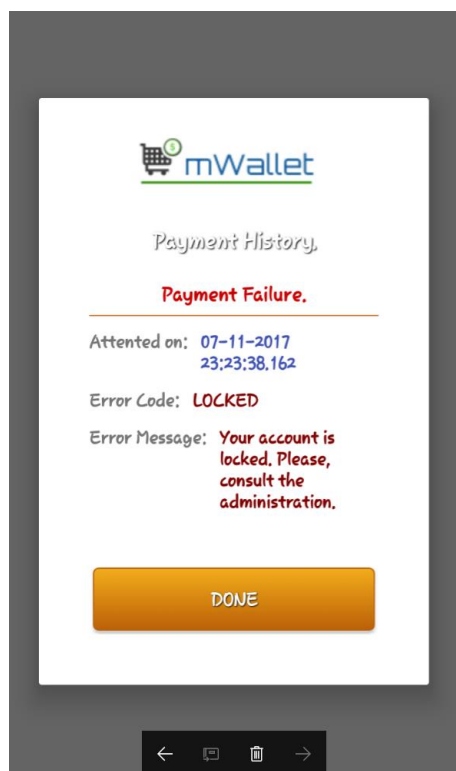 mWallet
Payment History.
Payment Failure.
Attented on: 07-11-2017
23:23:38.162
Error Code: LOCKED
Error Message: Your account is
locked. Please,
consult the
administration.
DONE